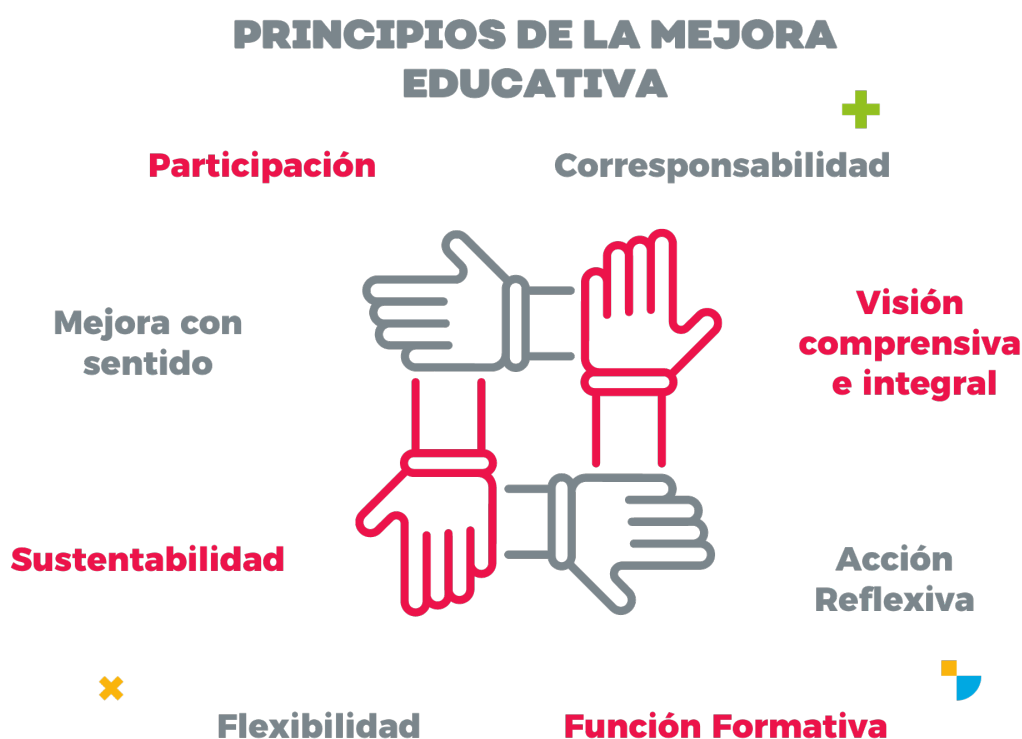 PRINCIPIOS DE LA MEJORA
EDUCATIVA
Participación
Corresponsabilidad
Mejora con
sentido
Visión
comprensiva
e integral
Sustentabilidad
Acción
Reflexiva
Flexibilidad
Función Formativa